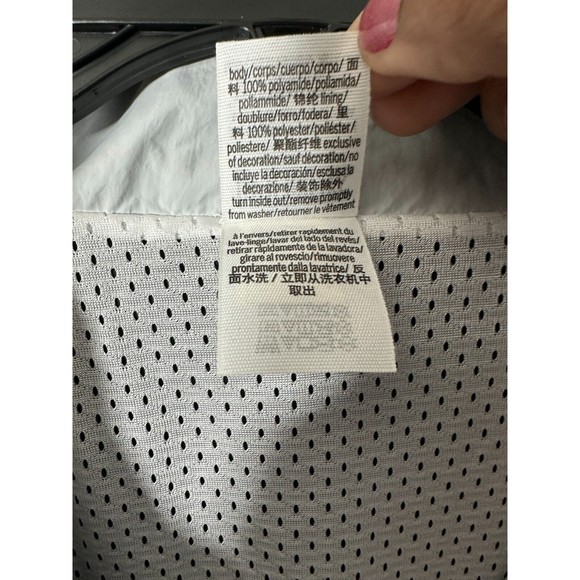 body/corps/cuerpo/corpo/ 面
料 100% polyamide/poliamida/
poliammide/ 锦纶 lining/
doublure/forro/fodera/ 里
料 100% polyester/poliéster/
poliestere/ 聚酯纤维 exclusive
of decoration/sauf décoration/no
incluye la decoración/esclusa la
decorazione/ 装饰除外
turn inside out/remove promptly
from washer/retourner le vêtement
à l'envers/retirer rapidement du
lave-linge/lavar del lado del revés/
retirar rápidamente de la lavadora/
girare al rovescio/rimuovere
prontamente dalla lavatrice/ 反
面水洗 / 立即从洗衣机中
取出